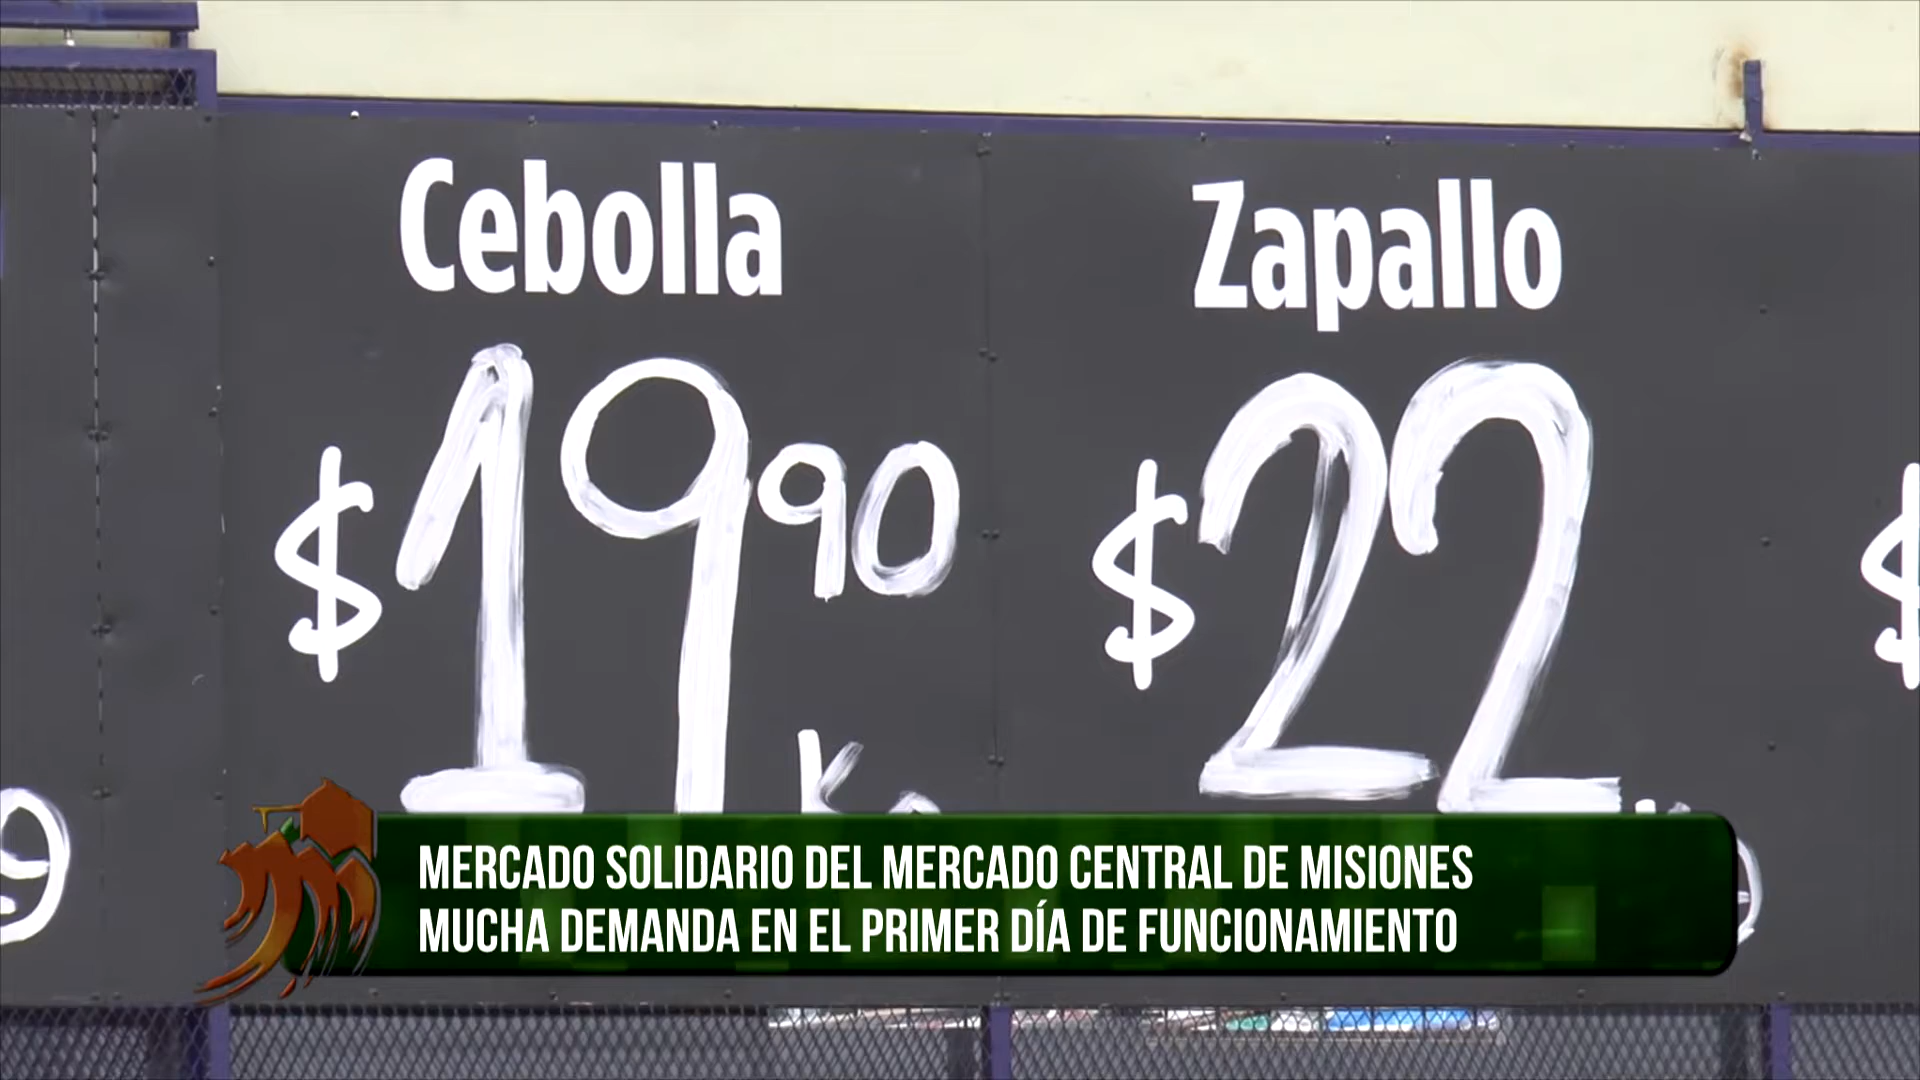 Cebolla
$19,90
Zapallo
$22
MERCADO SOLIDARIO DEL MERCADO CENTRAL DE MISIONES
MUCHA DEMANDA EN EL PRIMER DÍA DE FUNCIONAMIENTO